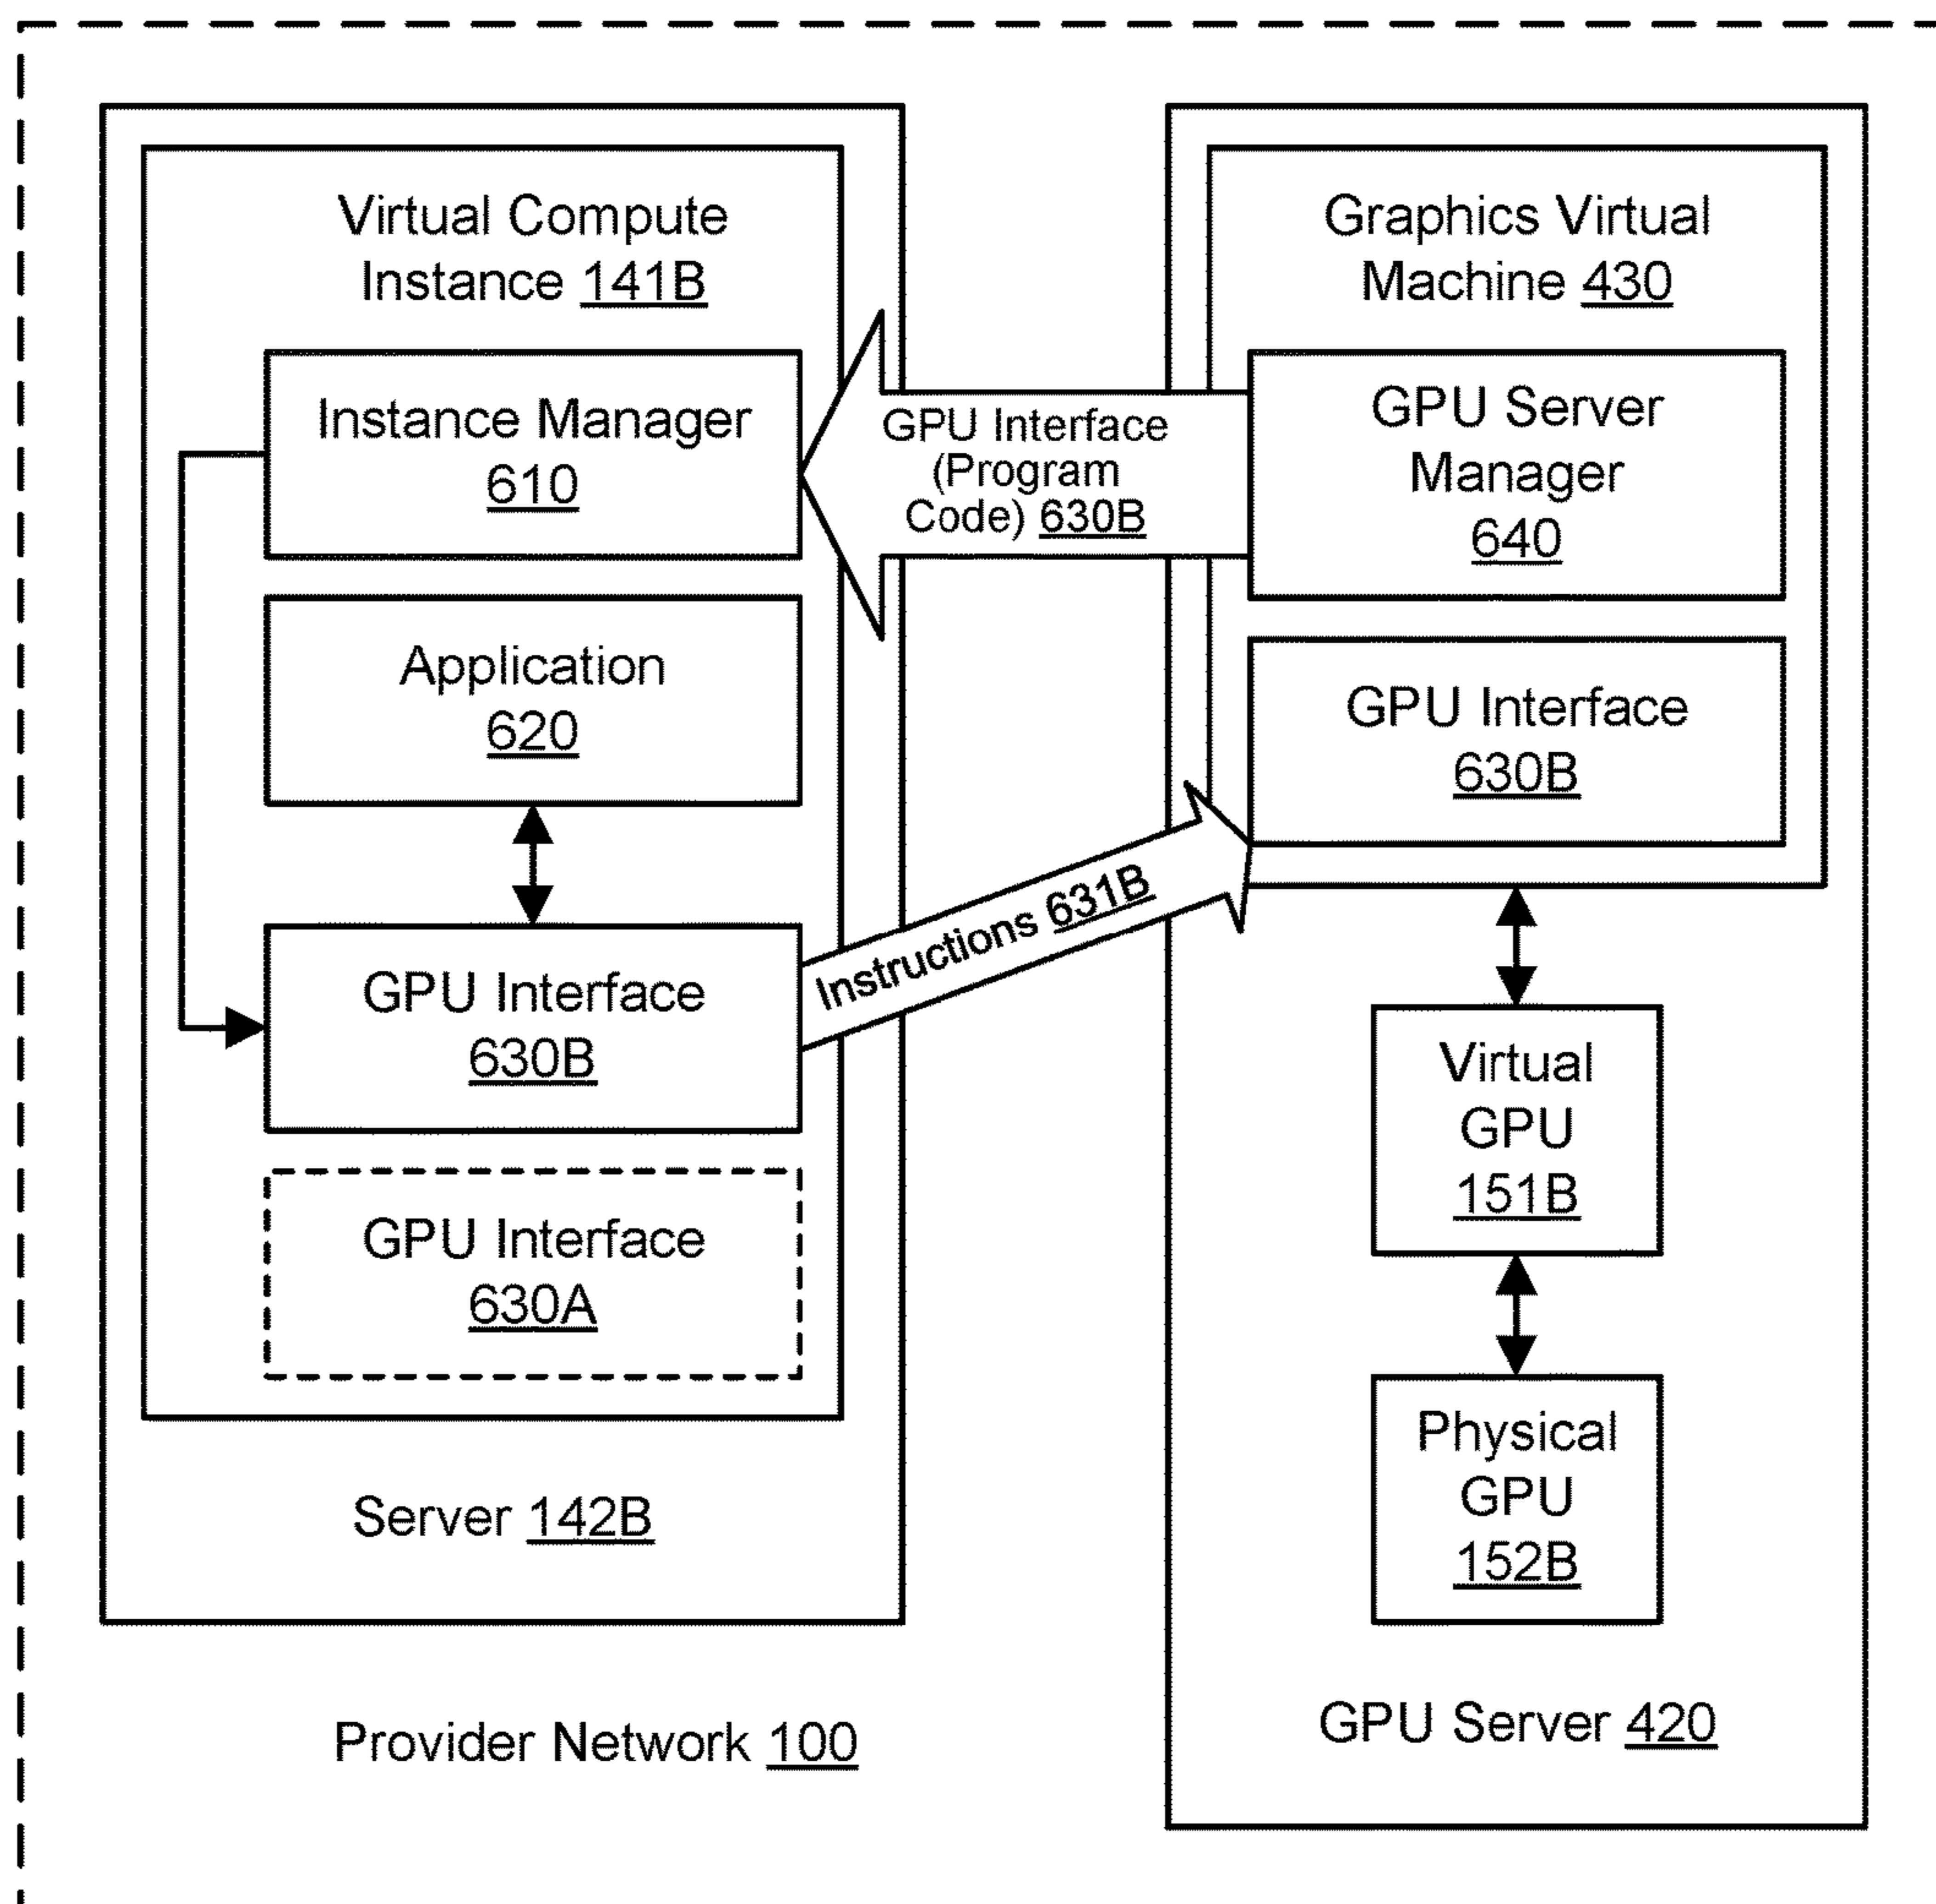 Virtual Compute
Instance 141B
Instance Manager
610
Application
620
GPU Interface
630B
GPU Interface
630A
Server 142B
GPU Interface
(Program
Code) 630B
Instructions 631B
Graphics Virtual
Machine 430
GPU Server
Manager
640
GPU Interface
630B
Virtual
GPU
151B
Physical
GPU
152B
GPU Server 420
Provider Network 100